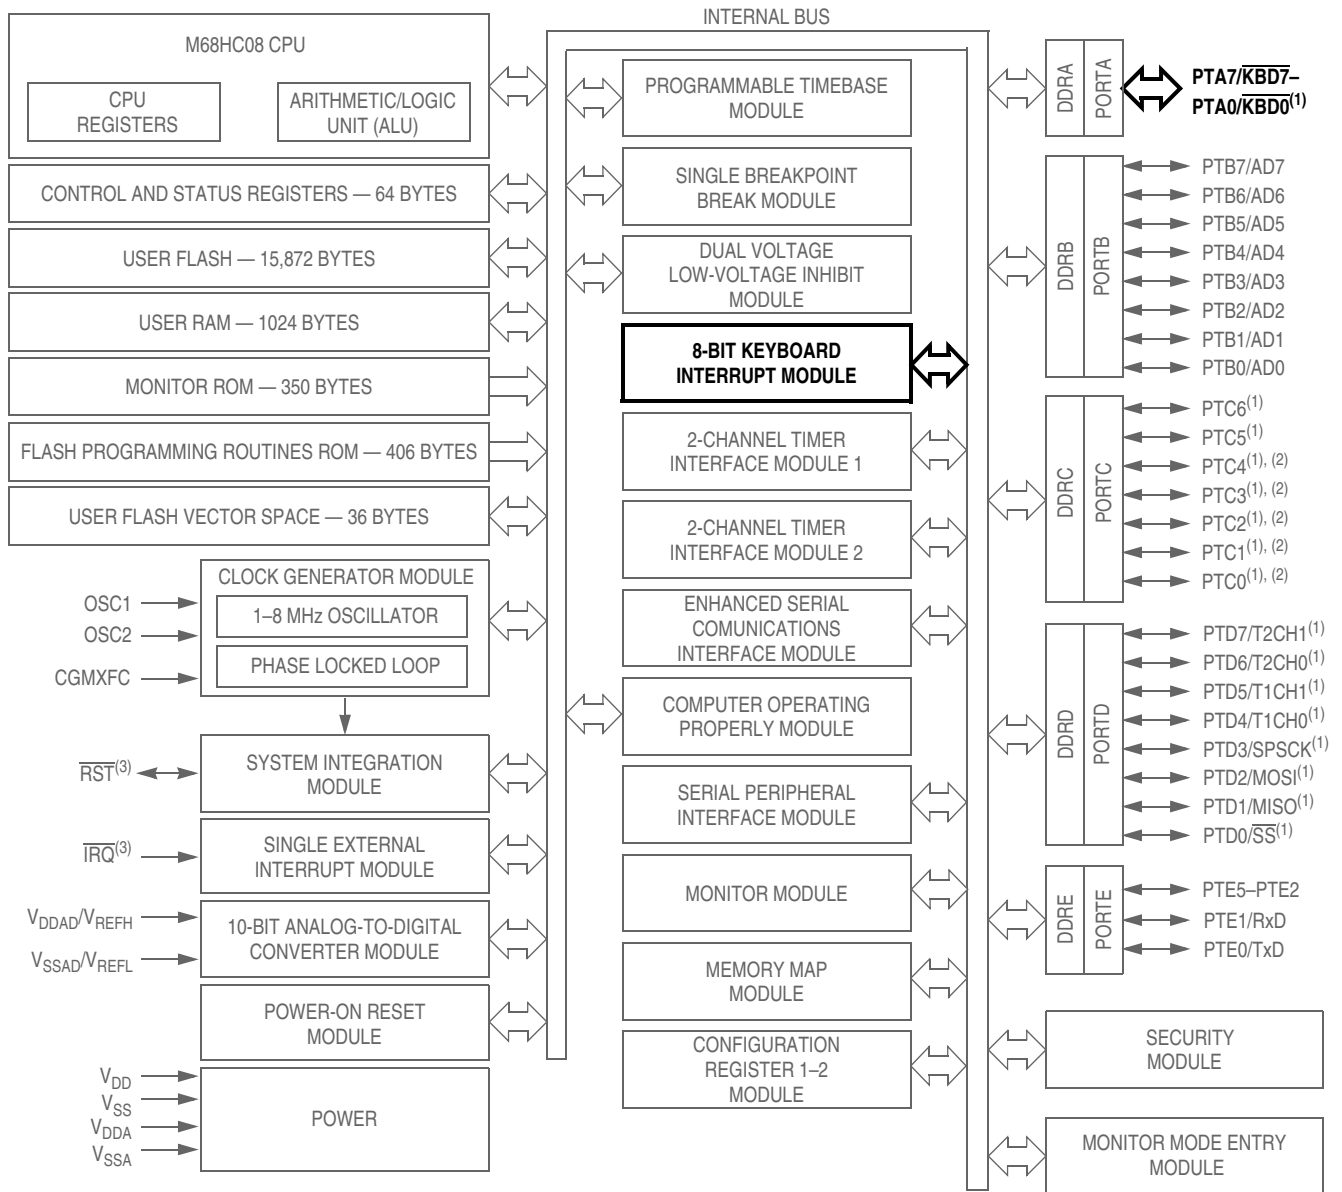 INTERNAL BUS
M68HC08 CPU
CPU
REGISTERS
ARITHMETIC/LOGIC
UNIT (ALU)
CONTROL AND STATUS REGISTERS — 64 BYTES
USER FLASH — 15,872 BYTES
USER RAM — 1024 BYTES
MONITOR ROM — 350 BYTES
FLASH PROGRAMMING ROUTINES ROM — 406 BYTES
USER FLASH VECTOR SPACE — 36 BYTES
CLOCK GENERATOR MODULE
1–8 MHz OSCILLATOR
PHASE LOCKED LOOP
OSC1
OSC2
CGMXFC
SYSTEM INTEGRATION
MODULE
RST(3)
SINGLE EXTERNAL
INTERRUPT MODULE
IRQ(3)
10-BIT ANALOG-TO-DIGITAL
CONVERTER MODULE
VDDAD/VREFH
VSSAD/VREFL
POWER-ON RESET
MODULE
POWER
VDD
VSS
VDDA
VSSA
PROGRAMMABLE TIMEBASE
MODULE
SINGLE BREAKPOINT
BREAK MODULE
DUAL VOLTAGE
LOW-VOLTAGE INHIBIT
MODULE
8-BIT KEYBOARD
INTERRUPT MODULE
2-CHANNEL TIMER
INTERFACE MODULE 1
2-CHANNEL TIMER
INTERFACE MODULE 2
ENHANCED SERIAL
COMUNICATIONS
INTERFACE MODULE
COMPUTER OPERATING
PROPERLY MODULE
SERIAL PERIPHERAL
INTERFACE MODULE
MONITOR MODULE
MEMORY MAP
MODULE
CONFIGURATION
REGISTER 1–2
MODULE
DDRA
PORTA
PTA7/KBD7–
PTA0/KBD0(1)
DDRB
PORTB
PTB7/AD7
PTB6/AD6
PTB5/AD5
PTB4/AD4
PTB3/AD3
PTB2/AD2
PTB1/AD1
PTB0/AD0
DDRC
PORTC
PTC6(1)
PTC5(1)
PTC4(1), (2)
PTC3(1), (2)
PTC2(1), (2)
PTC1(1), (2)
PTC0(1), (2)
DDRD
PORTD
PTD7/T2CH1(1)
PTD6/T2CH0(1)
PTD5/T1CH1(1)
PTD4/T1CH0(1)
PTD3/SPSCK(1)
PTD2/MOSI(1)
PTD1/MISO(1)
PTD0/SS(1)
DDRE
PORTE
PTE5–PTE2
PTE1/RxD
PTE0/TxD
SECURITY
MODULE
MONITOR MODE ENTRY
MODULE